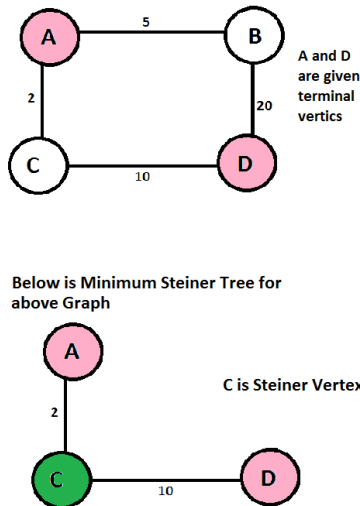 5
A
B
A and D
are given
terminal
vertics
2
20
C
D
10
Below is Minimum Steiner Tree for
above Graph
A
C is Steiner Vertex
2
C
D
10